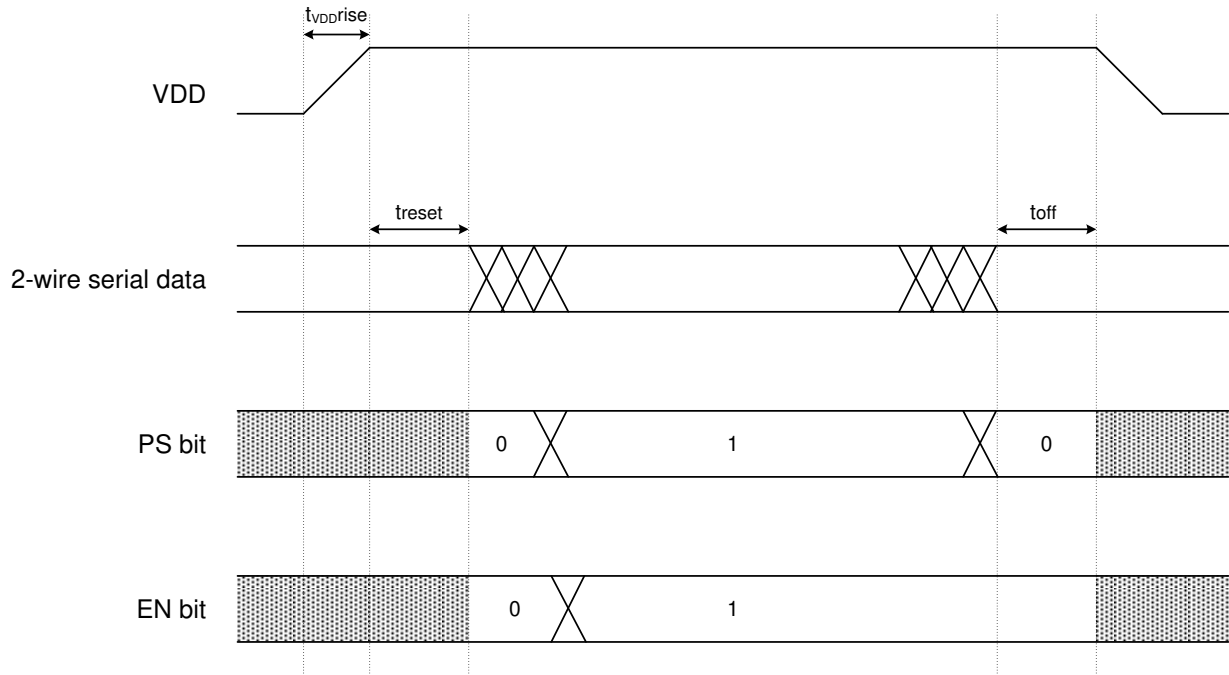 tVDDrise
VDD
treset
toff
2-wire serial data
PS bit
0
1
0
EN bit
0
1